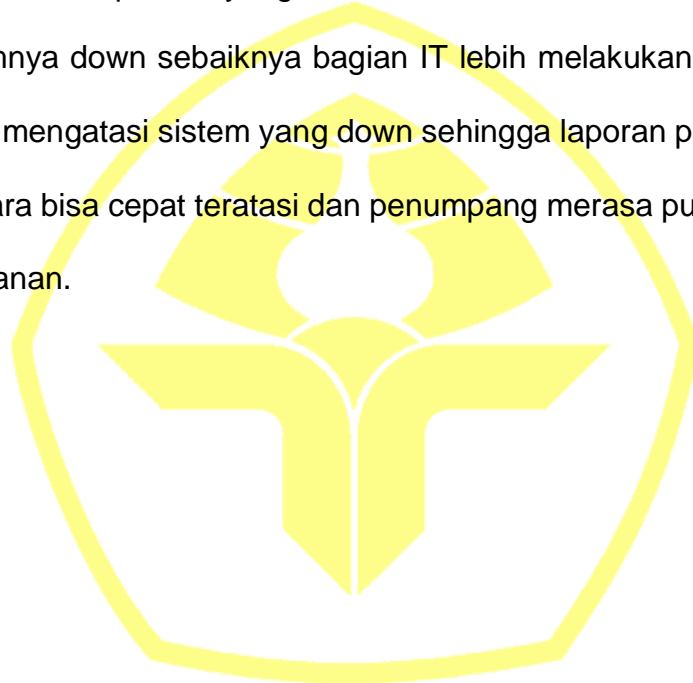 mnya down sebaiknya bagian IT lebih melakukan
mengatasi sistem yang down sehingga laporan p
ara bisa cepat teratasi dan penumpang merasa pu
anan.